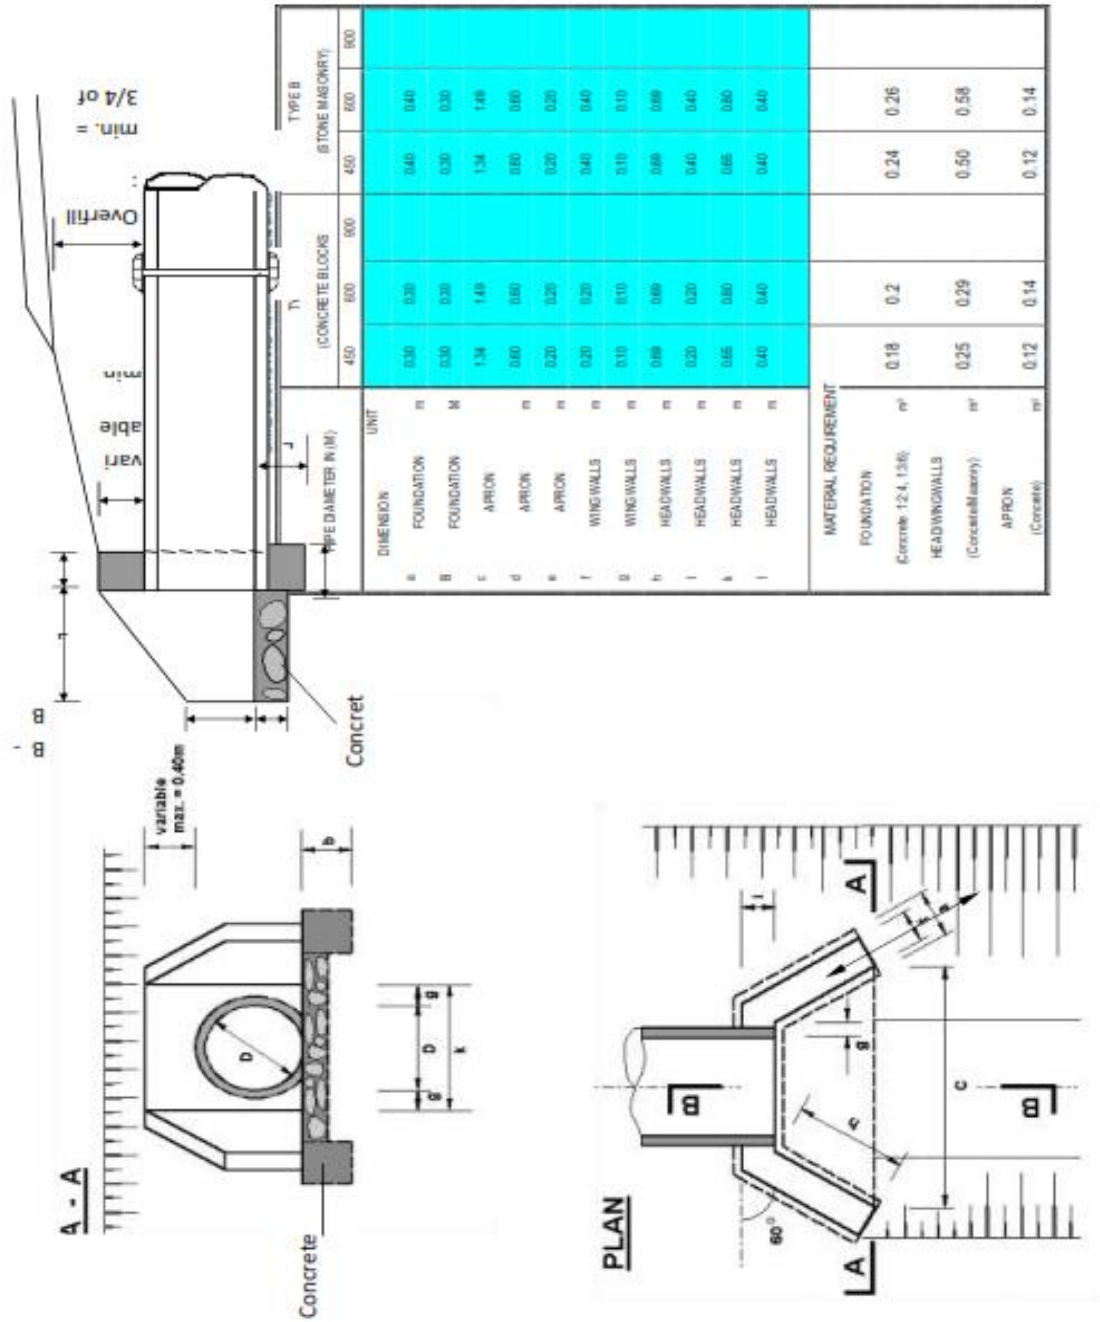 A - A
variable
max. = 0.40m
D
b
g
D
g
k
Concrete
B
-
B
vari
able
min
Overfill
:
min. =
3/4 of
Concret
PLAN
60°
A
A
B
B
i
f
a
g
c
h
PIPE DIAMETER IN (M)
(CONCRETE BLOCKS
TYPE B
(STONE MASONRY)
450 600 900 450 600 900
DIMENSION UNIT
a FOUNDATION m 0.30 0.30 0.40 0.40
B FOUNDATION M 0.30 0.30 0.30 0.30
c APRON 1.34 1.49 1.34 1.49
d APRON m 0.60 0.60 0.60 0.60
e APRON m 0.20 0.20 0.20 0.20
f WINGWALLS m 0.20 0.20 0.40 0.40
g WINGWALLS m 0.10 0.10 0.10 0.10
h HEADWALLS m 0.69 0.69 0.69 0.69
i HEADWALLS m 0.20 0.20 0.40 0.40
k HEADWALLS m 0.65 0.80 0.65 0.80
l HEADWALLS m 0.40 0.40 0.40 0.40
MATERIAL REQUIREMENT
FOUNDATION
(Concrete 1:2:4, 1:3:6) m³ 0.18 0.2 0.24 0.26
HEADWINGWALLS
(Concrete/Masonry) m³ 0.25 0.29 0.50 0.58
APRON
(Concrete) m³ 0.12 0.14 0.12 0.14